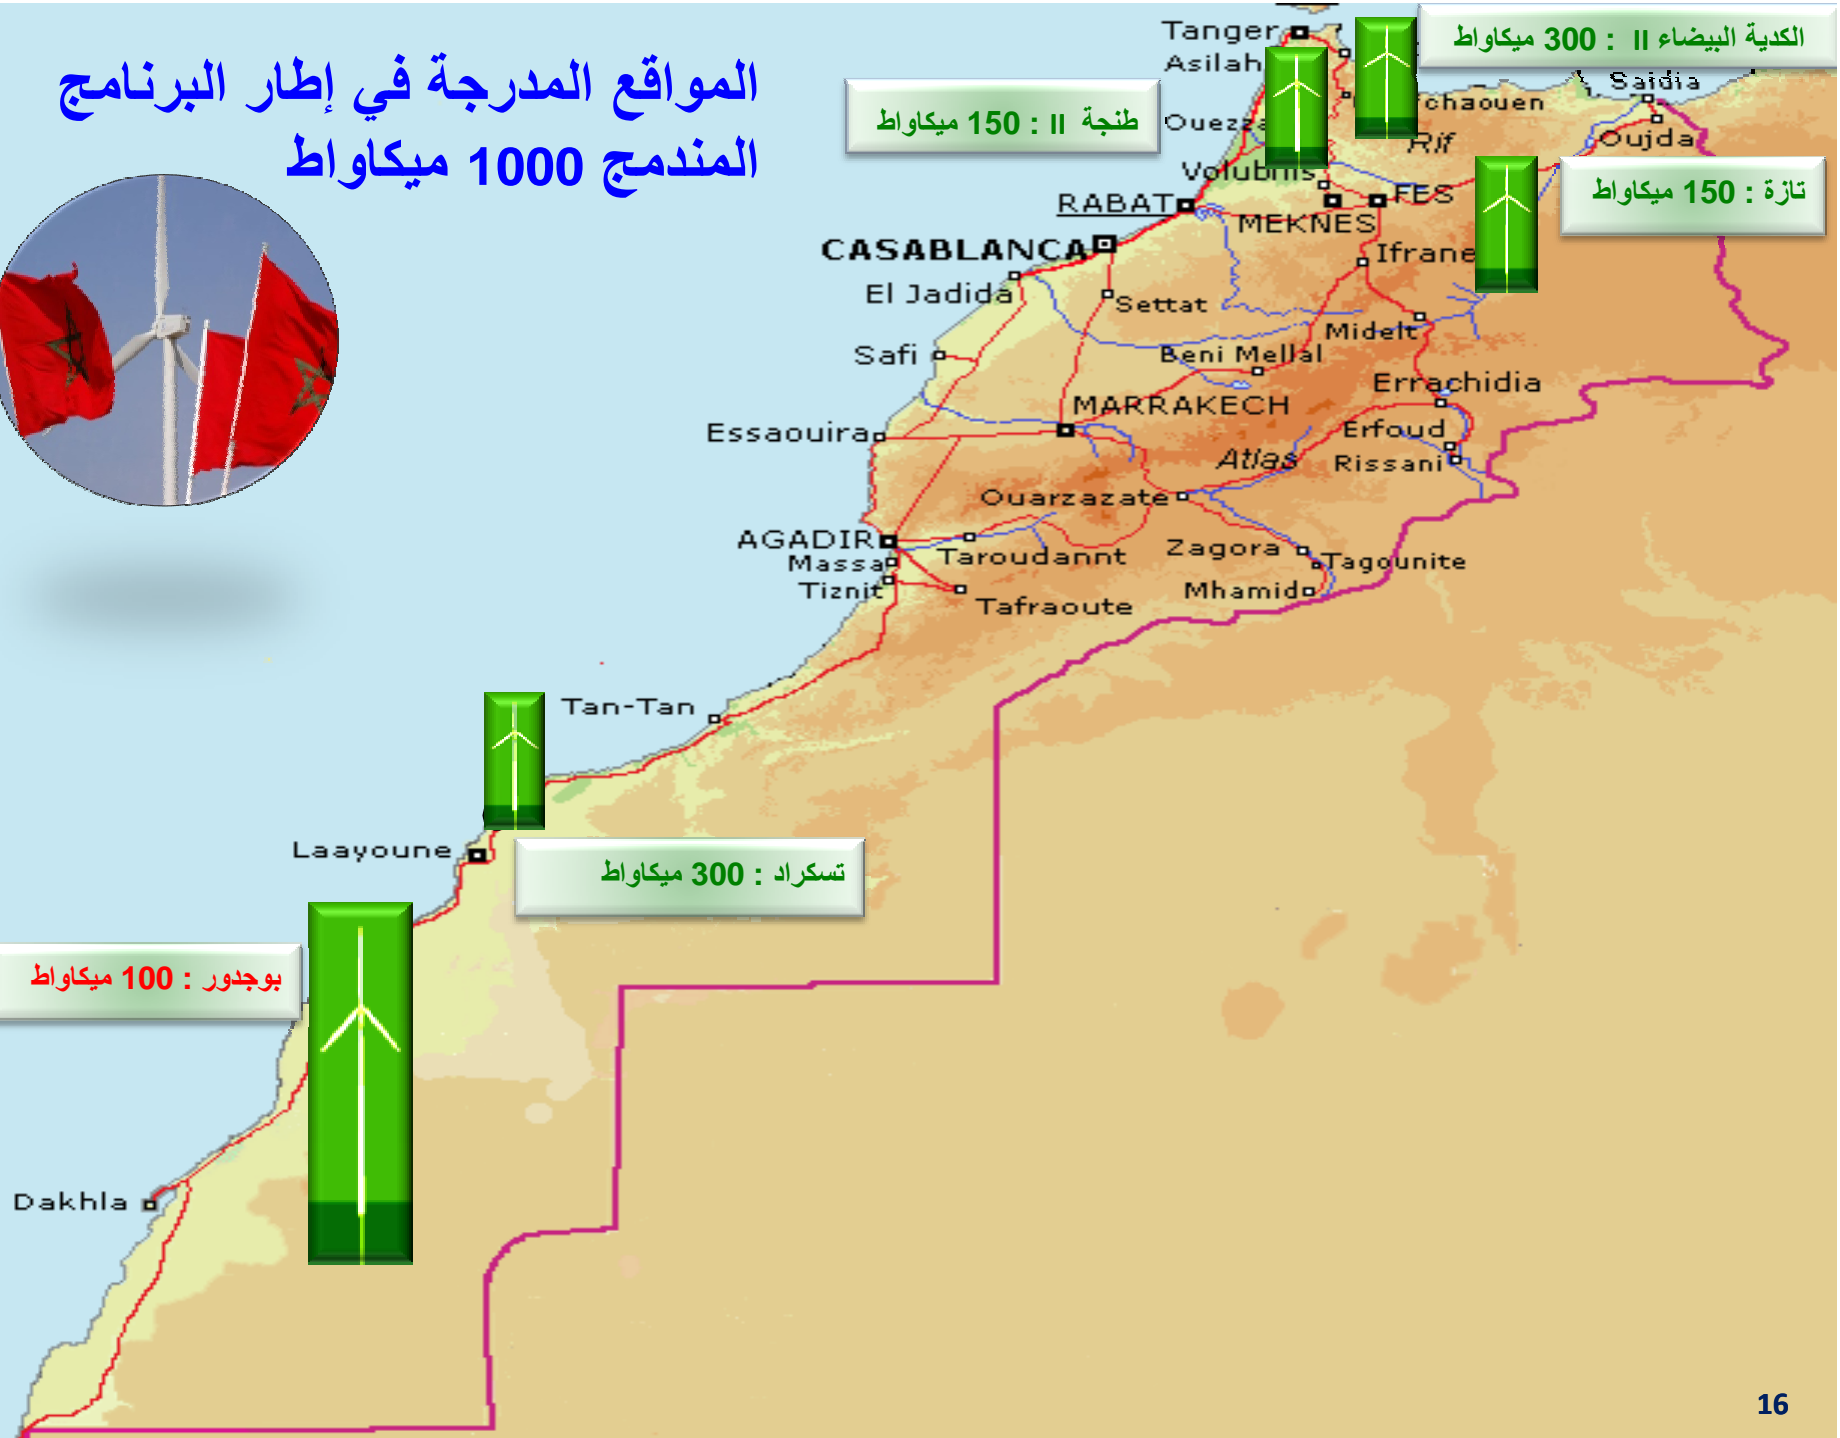 المواقع المدرجة في إطار البرنامج
المندمج 1000 ميكاواط
الكدية البيضاء II : 300 ميكاواط
طنجة II : 150 ميكاواط
تازة : 150 ميكاواط
تسكراد : 300 ميكاواط
بوجدور : 100 ميكاواط
Tanger
Asilah
Saidia
chaouen
Ouezza
Rif
Oujda
Volubilis
RABAT
FES
MEKNES
CASABLANCA
Ifrane
El Jadida
Settat
Midelt
Safi
Beni Mellal
Errachidia
MARRAKECH
Essaouira
Erfoud
Atlas
Rissani
Ouarzazate
AGADIR
Taroudannt
Zagora
Massa
Tagounite
Tiznit
Mhamid
Tafraoute
Tan-Tan
Laayoune
Dakhla
16